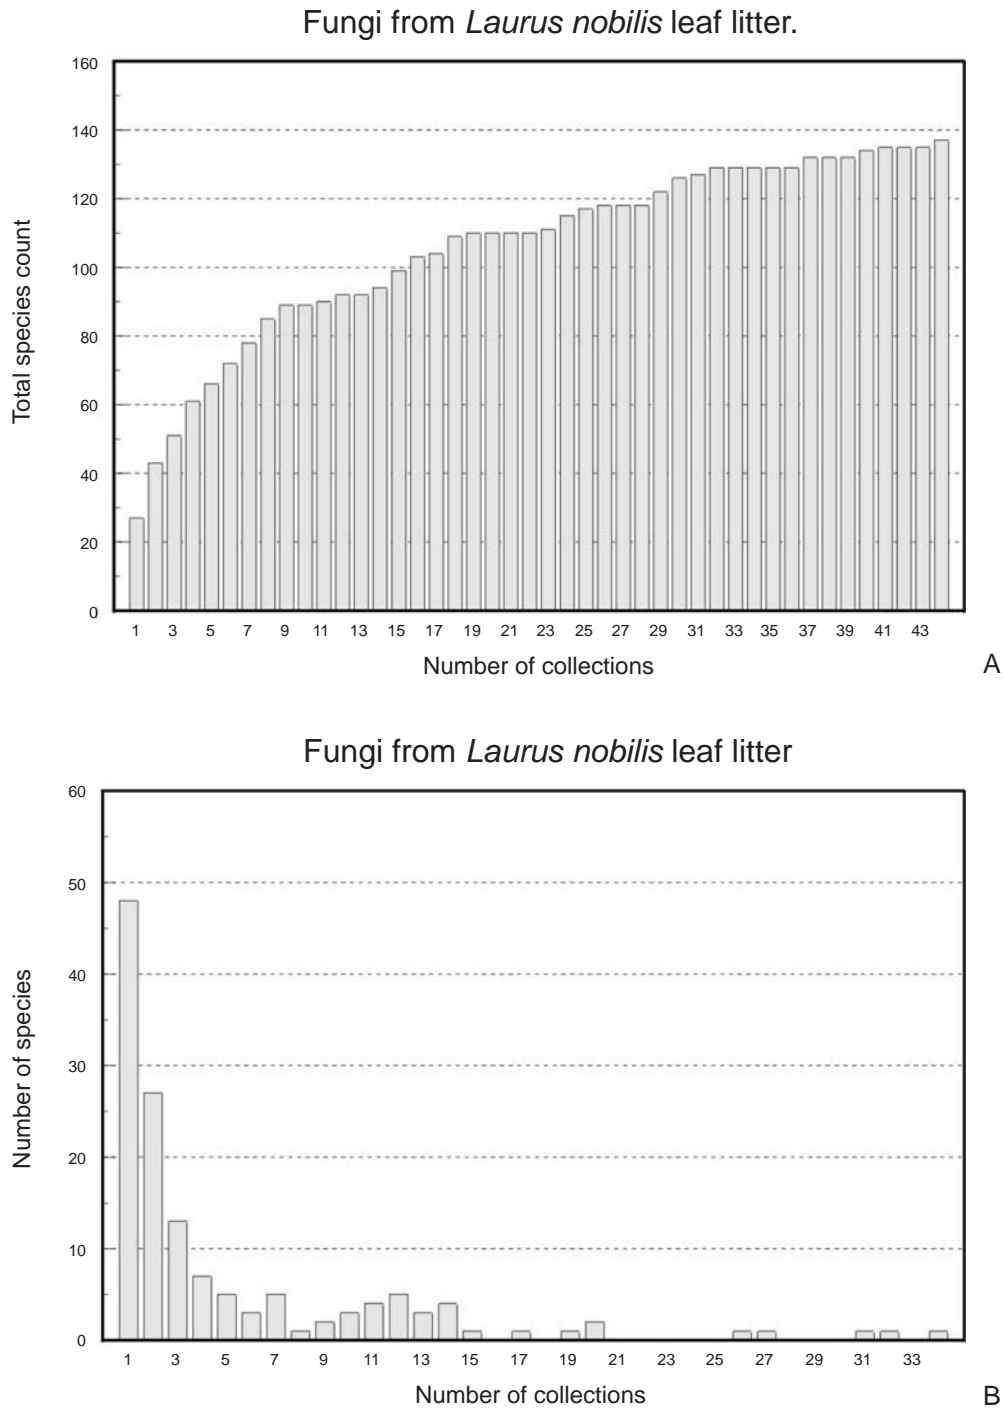 Fungi from Laurus nobilis leaf litter.
Total species count
160
140
120
100
80
60
40
20
0
1 3 5 7 9 11 13 15 17 19 21 23 25 27 29 31 33 35 37 39 41 43
Number of collections
A
Fungi from Laurus nobilis leaf litter
Number of species
60
50
40
30
20
10
0
1 3 5 7 9 11 13 15 17 19 21 23 25 27 29 31 33
Number of collections
B